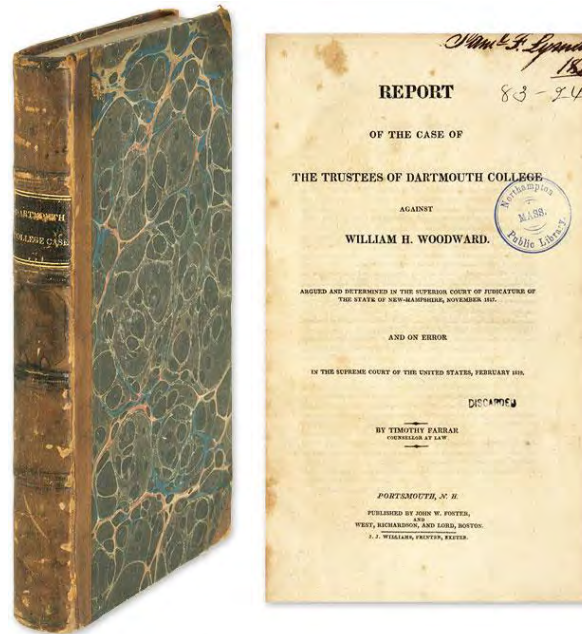 DARTMOUTH
COLLEGE CASE
18
83-94
REPORT
OF THE CASE OF
THE TRUSTEES OF DARTMOUTH COLLEGE
AGAINST
WILLIAM H. WOODWARD.
Northampton
MASS.
Public Library.
ARGUED AND DETERMINED IN THE SUPERIOR COURT OF JUDICATURE OF
THE STATE OF NEW-HAMPSHIRE, NOVEMBER 1817.
AND ON ERROR
IN THE SUPREME COURT OF THE UNITED STATES, FEBRUARY 1819.
DISCARDED
BY TIMOTHY FARRAR
COUNSELLOR AT LAW
PORTSMOUTH, N. H.
PUBLISHED BY JOHN W. FOSTER,
AND
WEST, RICHARDSON, AND LORD, BOSTON.
J. J. WILLIAMS, PRINTER, EXETER.